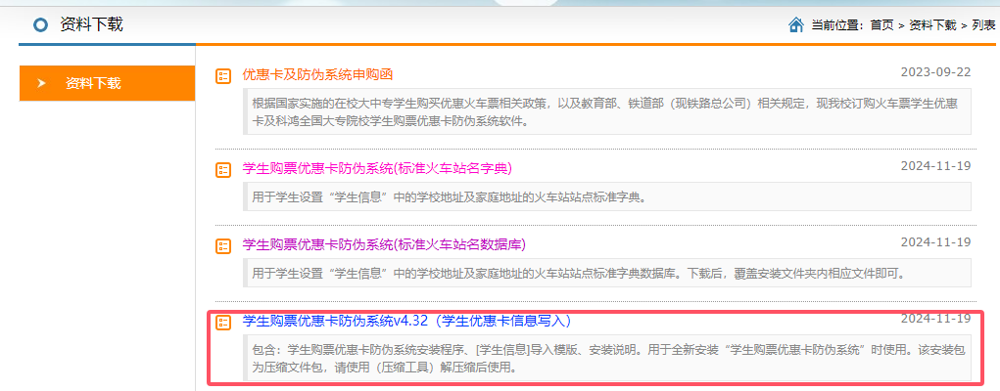 资料下载
当前位置：首页 > 资料下载 > 列表
资料下载
优惠卡及防伪系统申购函
2023-09-22
根据国家实施的在校大中专学生购买优惠火车票相关政策，以及教育部、铁道部（现铁路总公司）相关规定，现我校订购火车票学生优惠
卡及科鸿全国大专院校学生购票优惠卡防伪系统软件。
学生购票优惠卡防伪系统(标准火车站名字典)
2024-11-19
用于学生设置“学生信息”中的学校地址及家庭地址的火车站站点标准字典。
学生购票优惠卡防伪系统(标准火车站名数据库)
2024-11-19
用于学生设置“学生信息”中的学校地址及家庭地址的火车站站点标准字典数据库。下载后，覆盖安装文件夹内相应文件即可。
学生购票优惠卡防伪系统v4.32（学生优惠卡信息写入）
2024-11-19
包含：学生购票优惠卡防伪系统安装程序、[学生信息]导入模版、安装说明。用于全新安装“学生购票优惠卡防伪系统”时使用。该安装包
为压缩文件包，请使用（压缩工具）解压缩后使用。